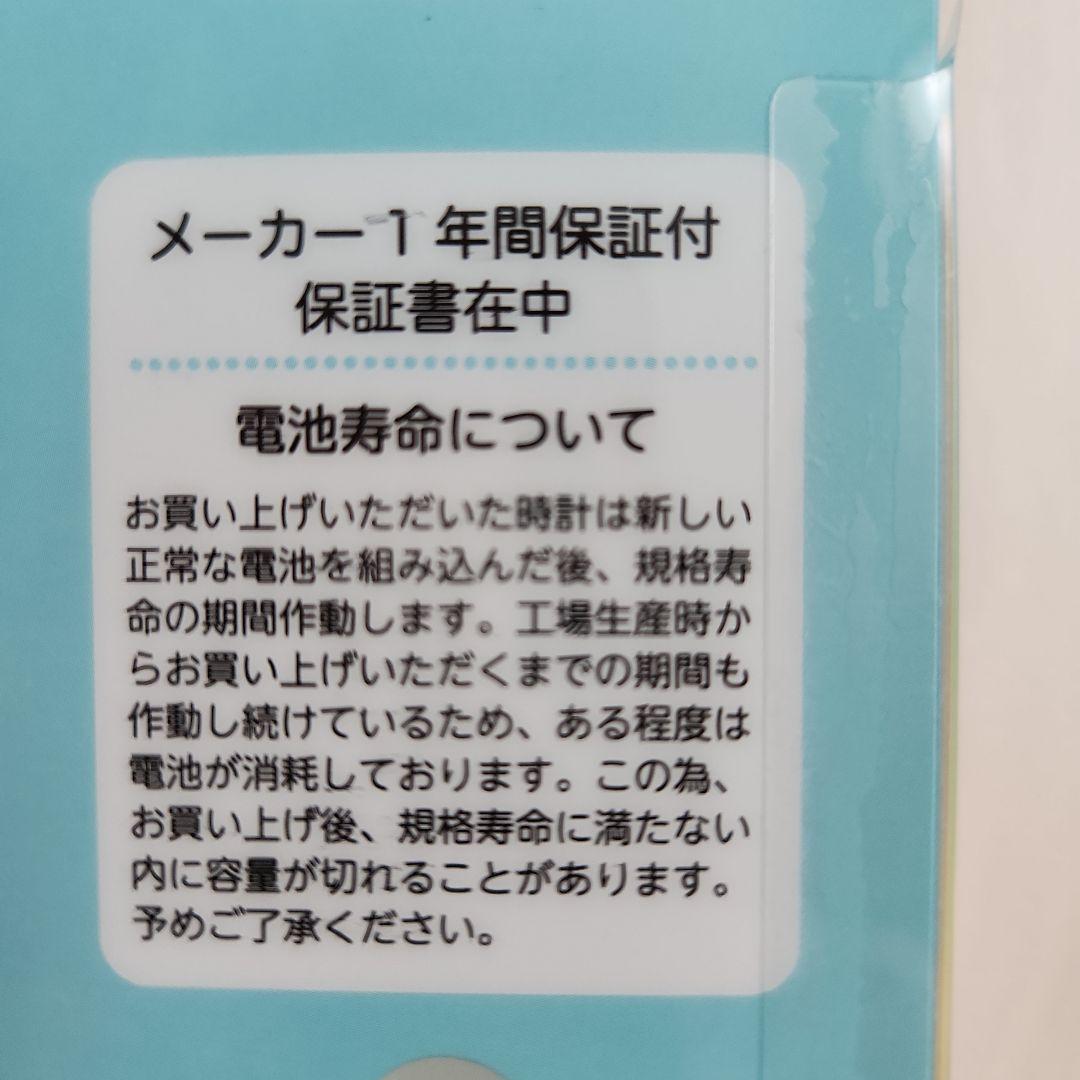 メーカー1年間保証付
保証書在中
電池寿命について
お買い上げいただいた時計は新しい
正常な電池を組み込んだ後、規格寿
命の期間作動します。工場生産時か
らお買い上げいただくまでの期間も
作動し続けているため、ある程度は
電池が消耗しております。この為、
お買い上げ後、規格寿命に満たない
内に容量が切れることがあります。
予めご了承ください。